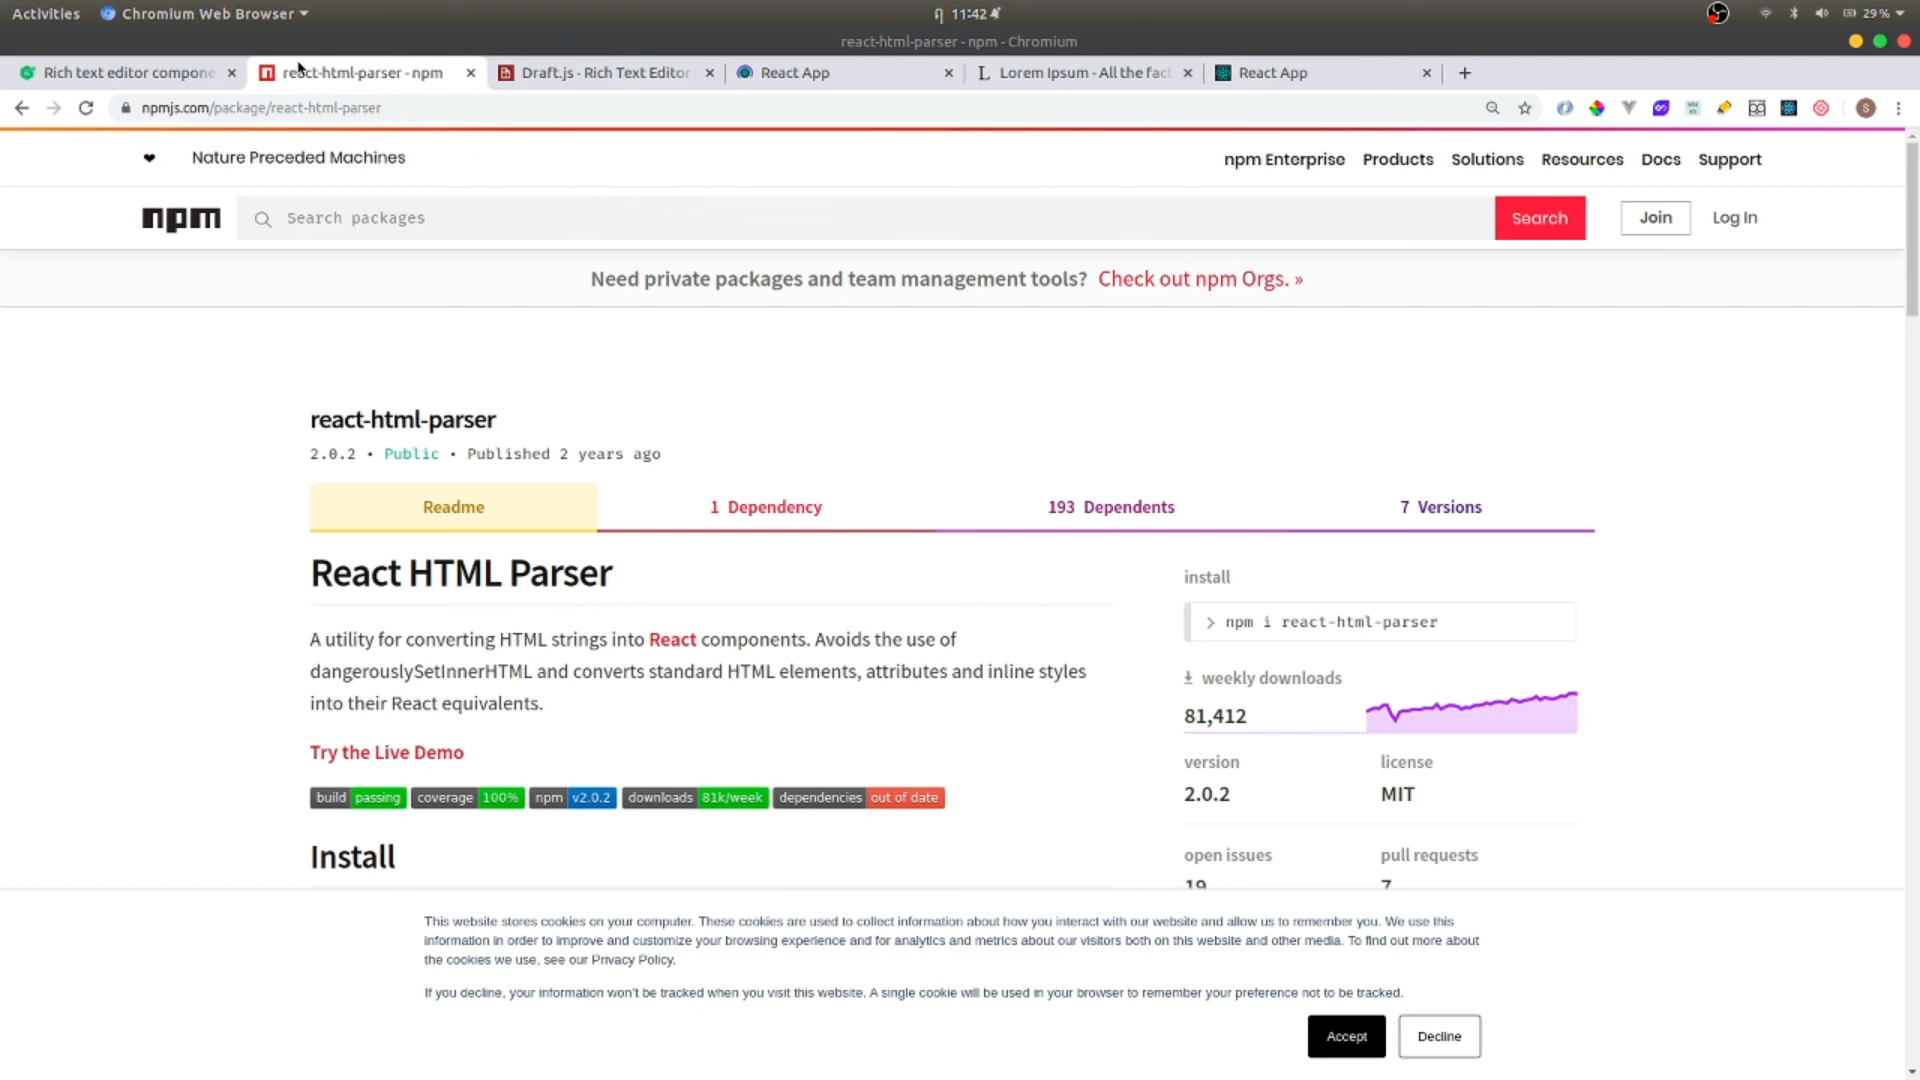 Activities Chromium Web Browser 11:42 29%
react-html-parser - npm - Chromium
Rich text editor compone react-html-parser - npm Draft.js - Rich Text Editor React App Lorem Ipsum - All the fact React App
npmjs.com/package/react-html-parser
Nature Preceded Machines npm Enterprise Products Solutions Resources Docs Support
npm Search packages Search Join Log In
Need private packages and team management tools? Check out npm Orgs. »
react-html-parser
2.0.2 • Public • Published 2 years ago
Readme 1 Dependency 193 Dependents 7 Versions
React HTML Parser
A utility for converting HTML strings into React components. Avoids the use of
dangerouslySetInnerHTML and converts standard HTML elements, attributes and inline styles
into their React equivalents.
Try the Live Demo
build passing coverage 100% npm v2.0.2 downloads 81k/week dependencies out of date
Install
install
> npm i react-html-parser
weekly downloads
81,412
version license
2.0.2 MIT
open issues pull requests
19 7
This website stores cookies on your computer. These cookies are used to collect information about how you interact with our website and allow us to remember you. We use this
information in order to improve and customize your browsing experience and for analytics and metrics about our visitors both on this website and other media. To find out more about
the cookies we use, see our Privacy Policy.
If you decline, your information won't be tracked when you visit this website. A single cookie will be used in your browser to remember your preference not to be tracked.
Accept Decline